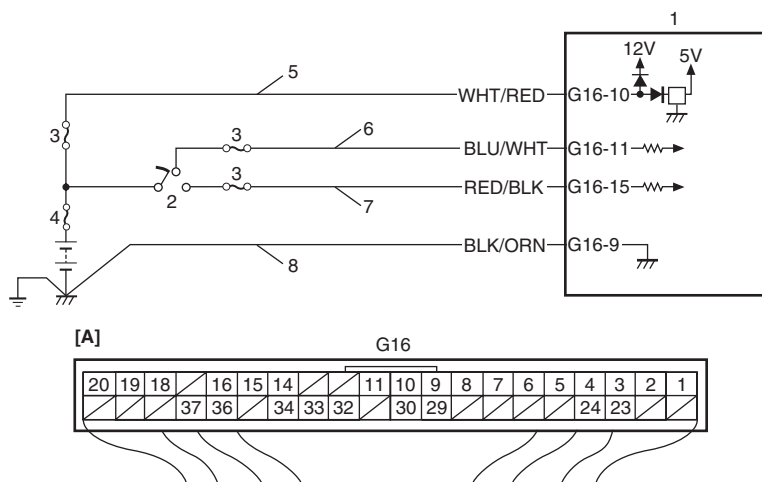 1
12V
5V
5
WHT/RED G16-10
3
3
6
BLU/WHT G16-11
3
2
RED/BLK G16-15
7
4
BLK/ORN G16-9
8
[A]
G16
20 19 18 16 15 14 11 10 9 8 7 6 5 4 3 2 1
37 36 34 33 32 30 29 24 23